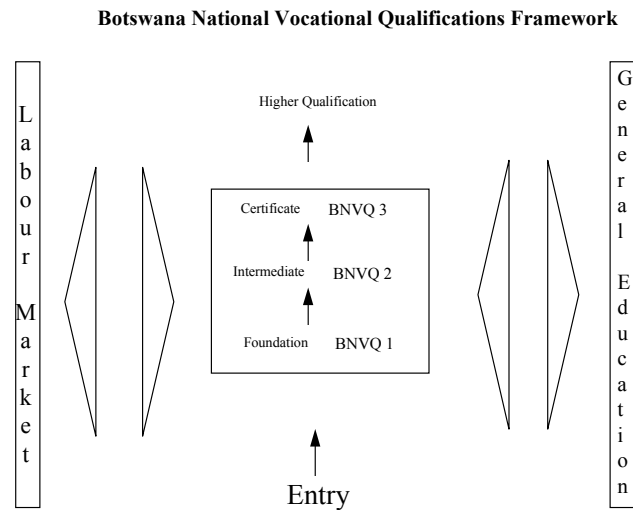 Botswana National Vocational Qualifications Framework
Labour Market
General Education
Higher Qualification
Certificate BNVQ 3
Intermediate BNVQ 2
Foundation BNVQ 1
Entry